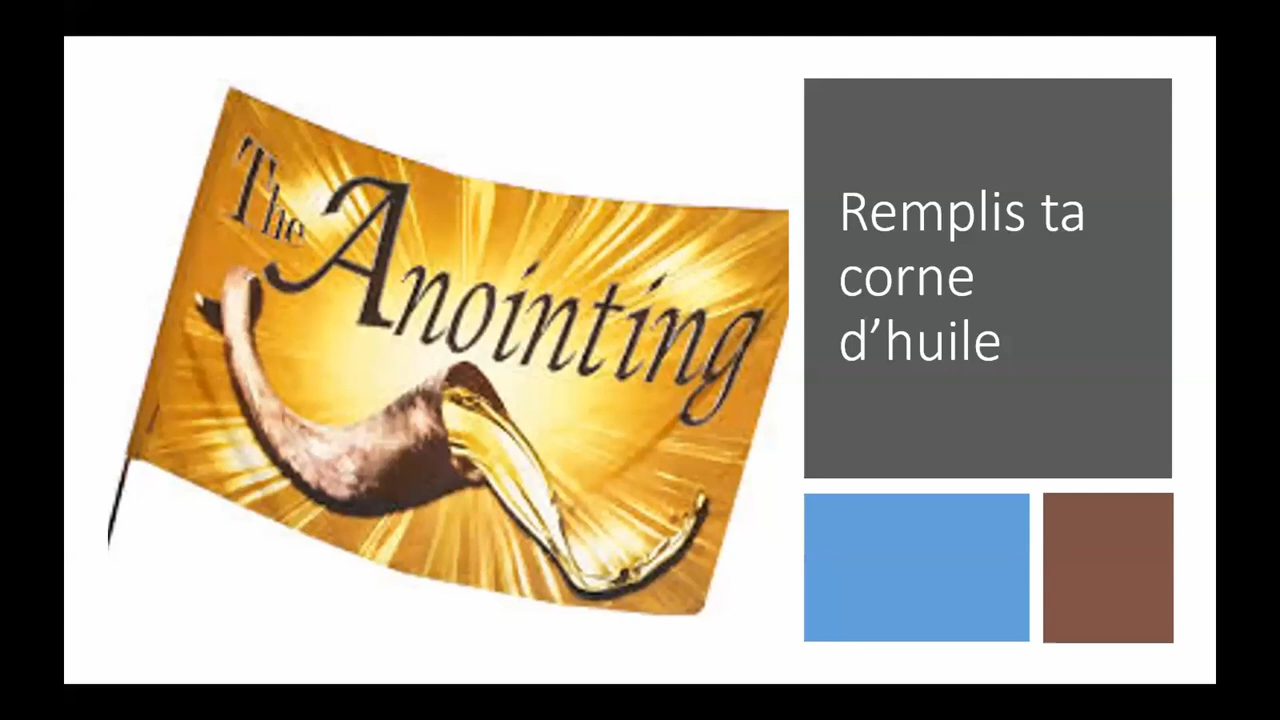 The Anointing
Remplis ta
corne
d’huile